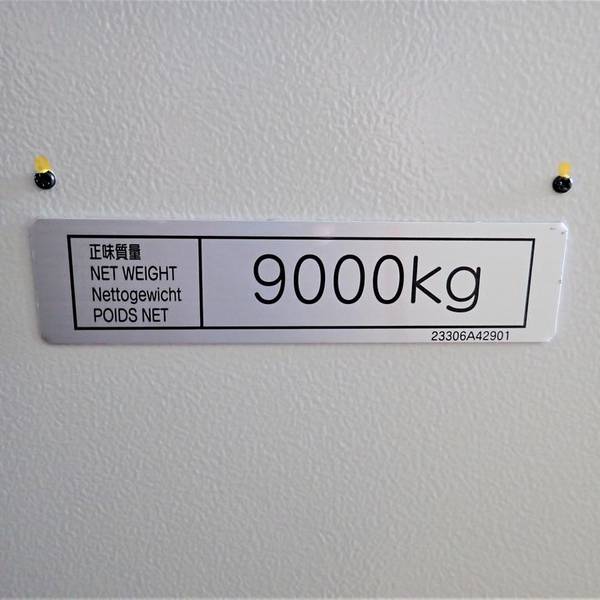 正味質量
NET WEIGHT
Nettogewicht
POIDS NET
9000kg
23306A42901